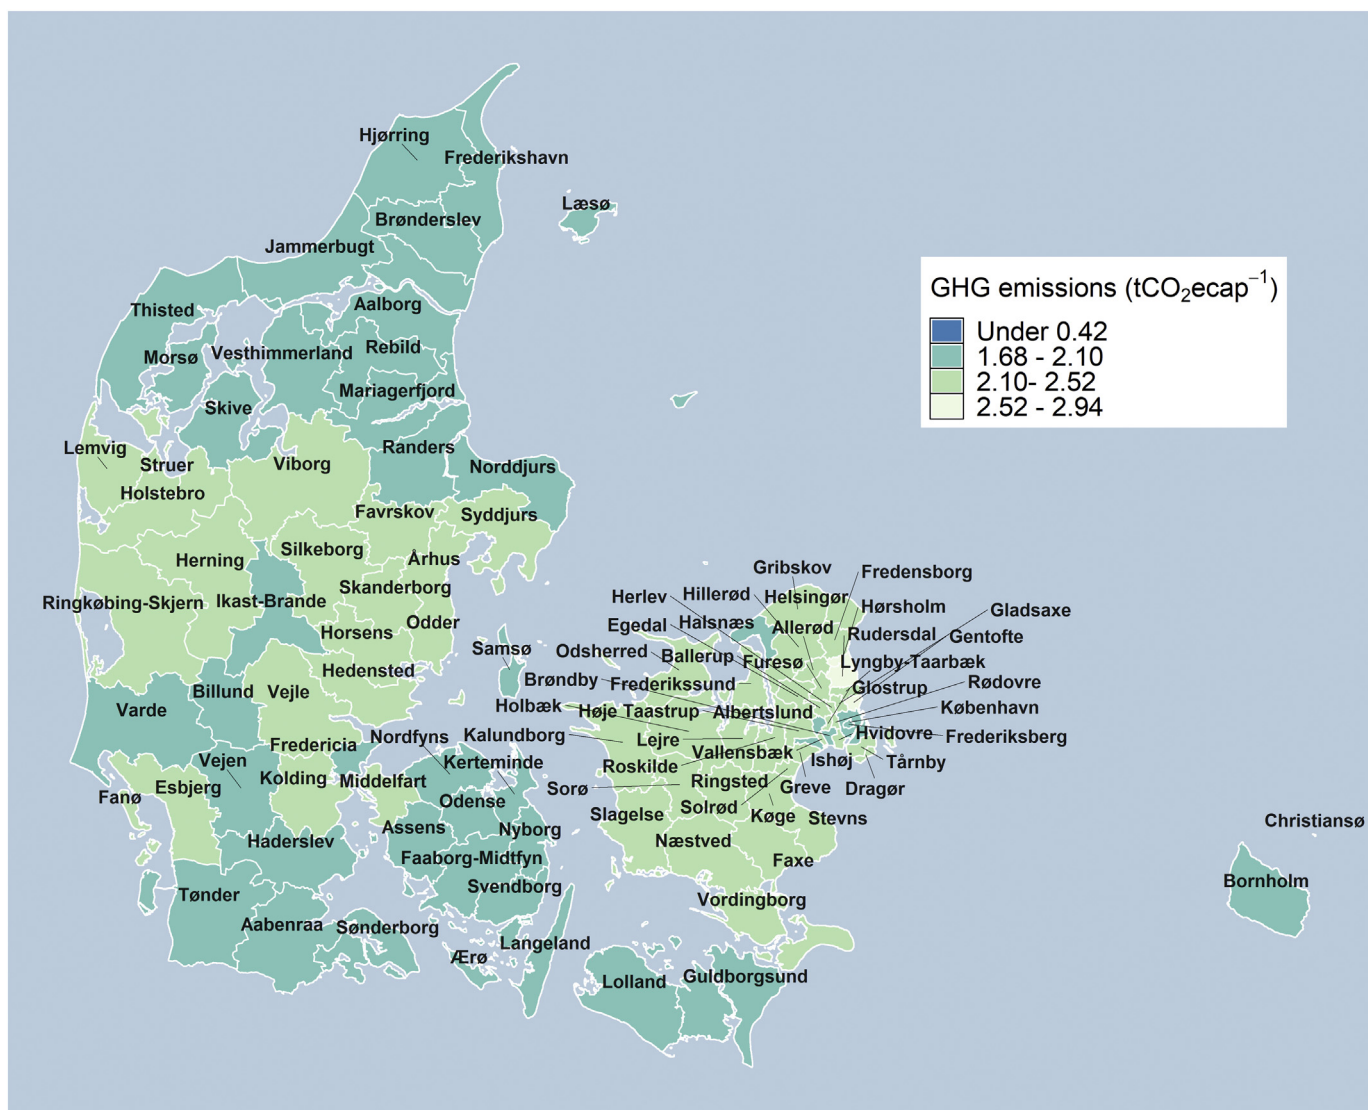 Hjørring
Frederikshavn
Læsø
Brønderslev
Jammerbugt
Aalborg
Thisted
Rebild
Morsø
Vesthimmerland
Mariagerfjord
Skive
Randers
Lemvig
Struer
Viborg
Norddjurs
Holstebro
Favrskov
Syddjurs
Herning
Silkeborg
Århus
Skanderborg
Ringkøbing-Skjern
Ikast-Brande
Odder
Horsens
Hedensted
Samsø
Billund
Vejle
Varde
Fredericia
Nordfyns
Vejen
Kolding
Middelfart
Kerteminde
Esbjerg
Fanø
Odense
Assens
Nyborg
Haderslev
Faaborg-Midtfyn
Svendborg
Tønder
Aabenraa
Sønderborg
Langeland
Ærø
GHG emissions (tCO₂ecap⁻¹)
Under 0.42
1.68 - 2.10
2.10- 2.52
2.52 - 2.94
Gribskov
Fredensborg
Herlev
Hillerød
Helsingør
Hørsholm
Gladsaxe
Egedal
Halsnæs
Allerød
Rudersdal
Gentofte
Odsherred
Ballerup
Furesø
Lyngby-Taarbæk
Brøndby
Frederikssund
Glostrup
Rødovre
Holbæk
Høje Taastrup
Albertslund
København
Kalundborg
Lejre
Vallensbæk
Hvidovre
Frederiksberg
Roskilde
Ishøj
Tårnby
Sorø
Ringsted
Greve
Dragør
Slagelse
Solrød
Køge
Stevns
Næstved
Faxe
Vordingborg
Lolland
Guldborgsund
Christiansø
Bornholm